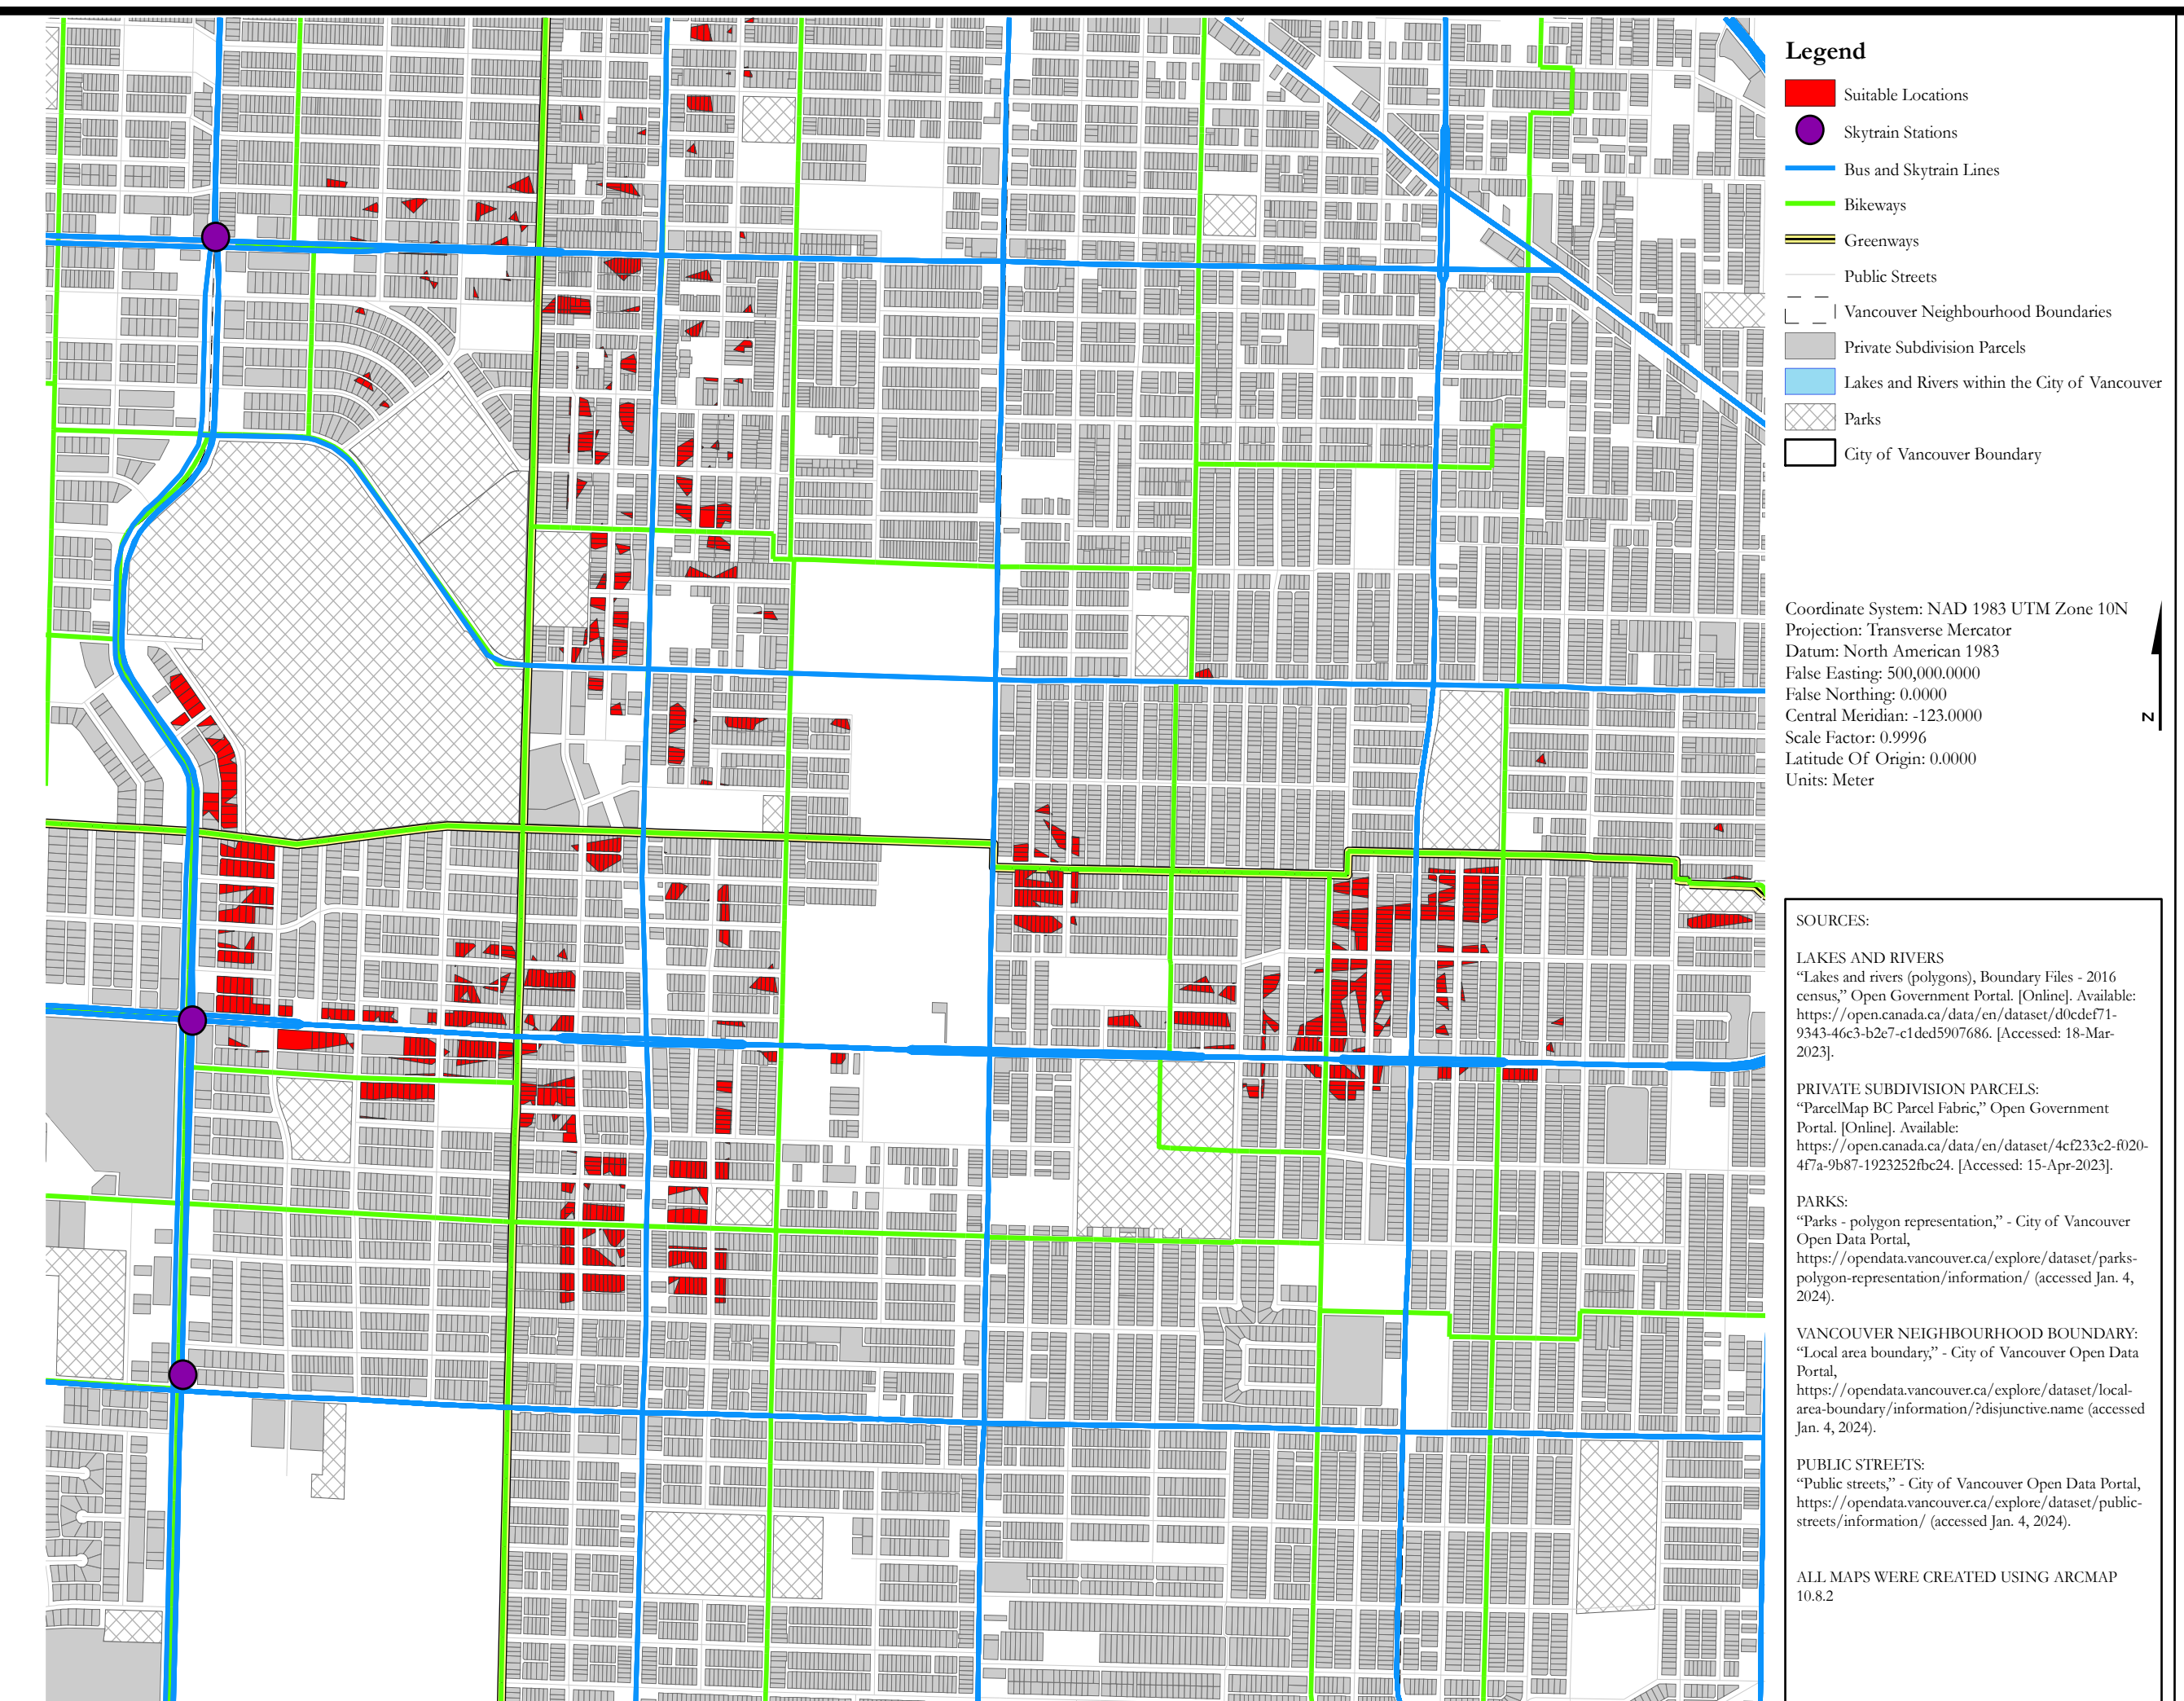 Legend
Suitable Locations
Skytrain Stations
Bus and Skytrain Lines
Bikeways
Greenways
Public Streets
Vancouver Neighbourhood Boundaries
Private Subdivision Parcels
Lakes and Rivers within the City of Vancouver
Parks
City of Vancouver Boundary
Coordinate System: NAD 1983 UTM Zone 10N
Projection: Transverse Mercator
Datum: North American 1983
False Easting: 500,000.0000
False Northing: 0.0000
Central Meridian: -123.0000
Scale Factor: 0.9996
Latitude Of Origin: 0.0000
Units: Meter
N
SOURCES:
LAKES AND RIVERS
“Lakes and rivers (polygons), Boundary Files - 2016
census,” Open Government Portal. [Online]. Available:
https://open.canada.ca/data/en/dataset/d0cdef71-
9343-46c3-b2e7-c1ded5907686. [Accessed: 18-Mar-
2023].
PRIVATE SUBDIVISION PARCELS:
“ParcelMap BC Parcel Fabric,” Open Government
Portal. [Online]. Available:
https://open.canada.ca/data/en/dataset/4cf233c2-f020-
4f7a-9b87-1923252fbc24. [Accessed: 15-Apr-2023].
PARKS:
“Parks - polygon representation,” - City of Vancouver
Open Data Portal,
https://opendata.vancouver.ca/explore/dataset/parks-
polygon-representation/information/ (accessed Jan. 4,
2024).
VANCOUVER NEIGHBOURHOOD BOUNDARY:
“Local area boundary,” - City of Vancouver Open Data
Portal,
https://opendata.vancouver.ca/explore/dataset/local-
area-boundary/information/?disjunctive.name (accessed
Jan. 4, 2024).
PUBLIC STREETS:
“Public streets,” - City of Vancouver Open Data Portal,
https://opendata.vancouver.ca/explore/dataset/public-
streets/information/ (accessed Jan. 4, 2024).
ALL MAPS WERE CREATED USING ARCMAP
10.8.2